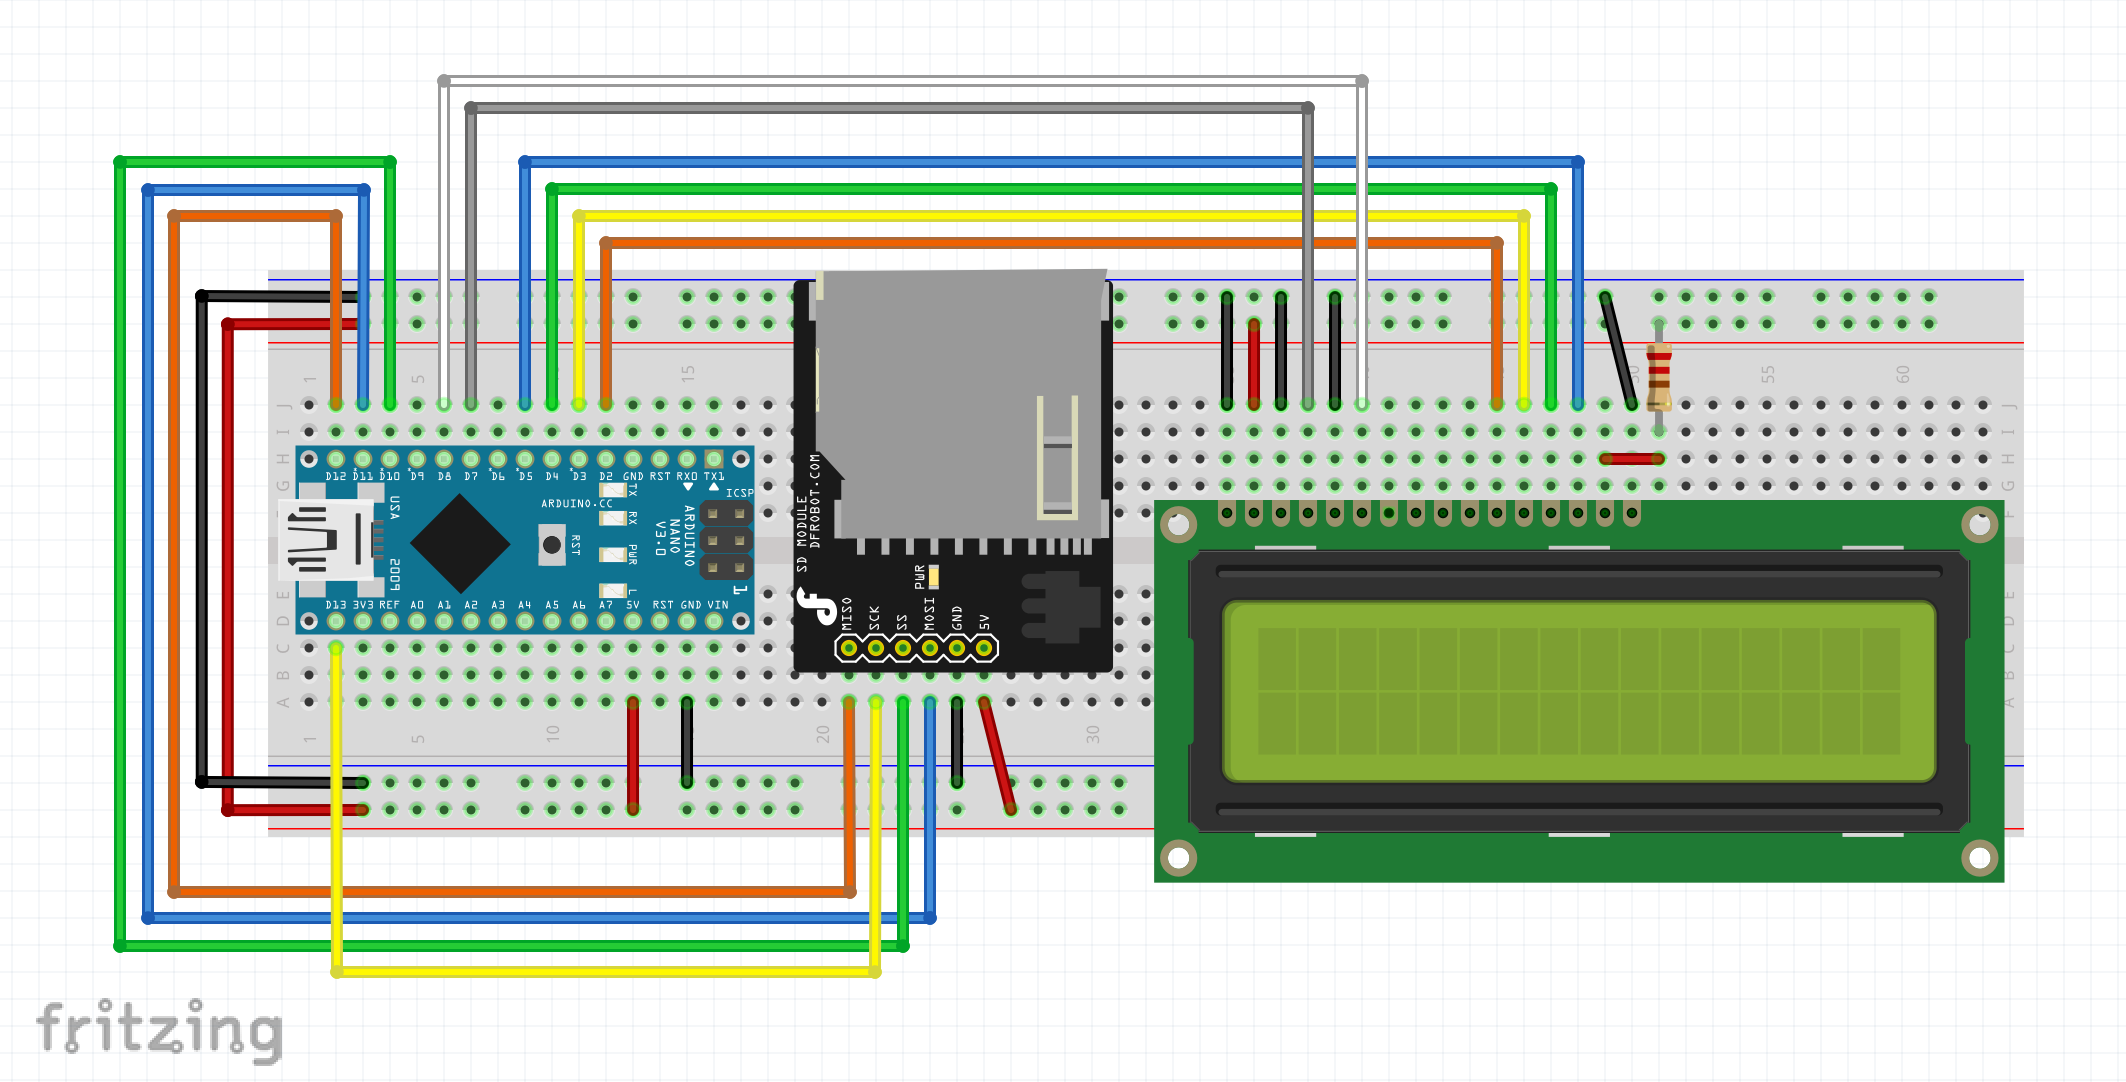 1 5 15 55 60
J J
I I
H H
G G
F
E E
D D
C C
B B
A A
D12 D11 D10 D9 D8 D7 D6 D5 D4 D3 D2 GND RST RX0 TX1
USA
2009
ARDUINO.CC
RST
TX
RX
PWR
L
ARDUINO
NANO
V3.0
ICSP
1
D13 3V3 REF A0 A1 A2 A3 A4 A5 A6 A7 5V RST GND VIN
SD MODULE
DFROBOT.COM
PWR
MISO SCK SS MOSI GND 5V
1 5 10 20 30
fritzing